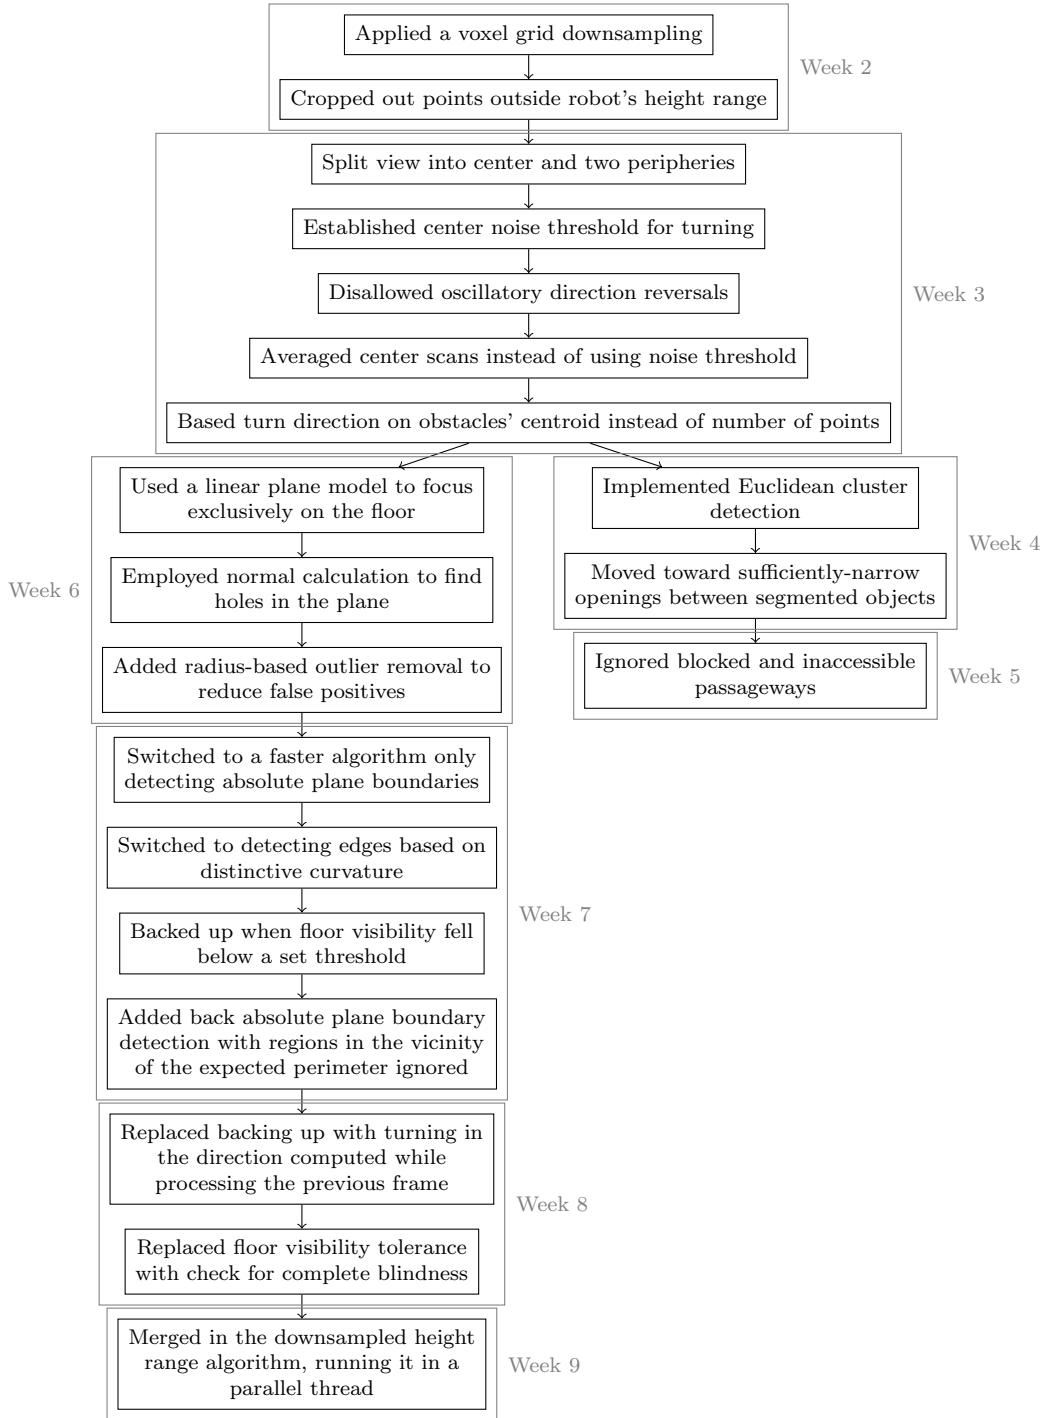 Applied a voxel grid downsampling
Cropped out points outside robot's height range
Week 2
Split view into center and two peripheries
Established center noise threshold for turning
Disallowed oscillatory direction reversals
Averaged center scans instead of using noise threshold
Based turn direction on obstacles' centroid instead of number of points
Week 3
Used a linear plane model to focus
exclusively on the floor
Employed normal calculation to find
holes in the plane
Added radius-based outlier removal to
reduce false positives
Week 6
Implemented Euclidean cluster
detection
Moved toward sufficiently-narrow
openings between segmented objects
Week 4
Ignored blocked and inaccessible
passageways
Week 5
Switched to a faster algorithm only
detecting absolute plane boundaries
Switched to detecting edges based on
distinctive curvature
Backed up when floor visibility fell
below a set threshold
Added back absolute plane boundary
detection with regions in the vicinity
of the expected perimeter ignored
Week 7
Replaced backing up with turning in
the direction computed while
processing the previous frame
Replaced floor visibility tolerance
with check for complete blindness
Week 8
Merged in the downsampled height
range algorithm, running it in a
parallel thread
Week 9